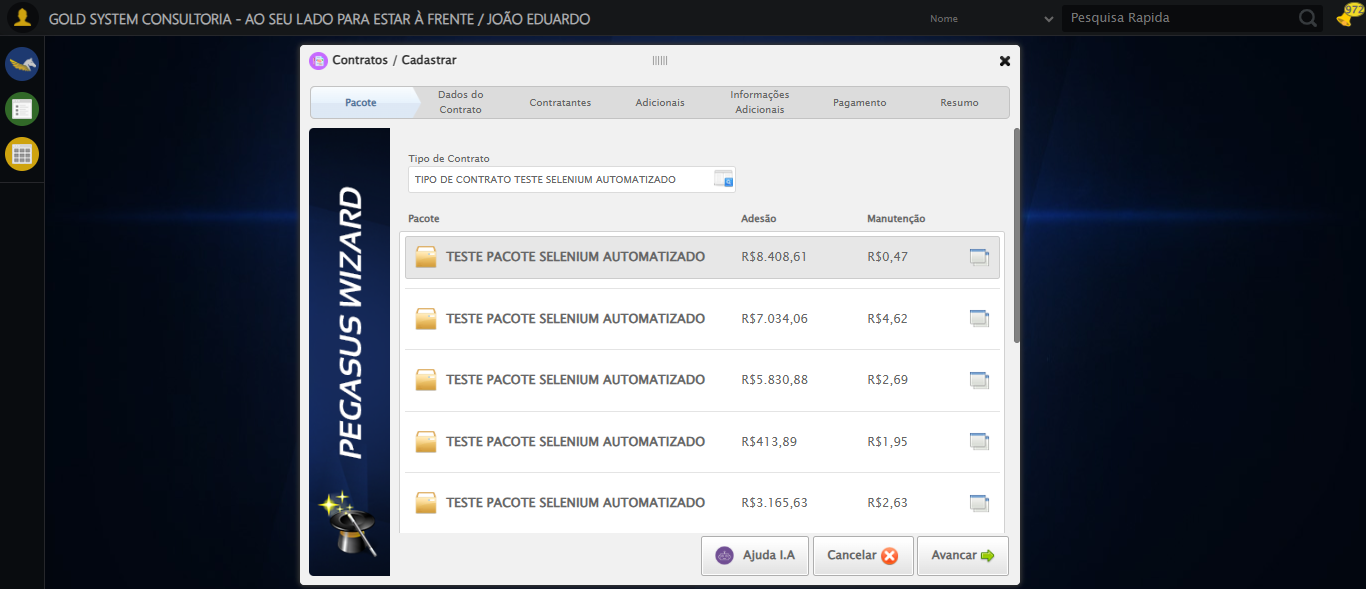 GOLD SYSTEM CONSULTORIA - AO SEU LADO PARA ESTAR À FRENTE / JOÃO EDUARDO
Nome
Pesquisa Rapida
972
Contratos / Cadastrar
Pacote
Dados do
Contrato
Contratantes
Adicionais
Informações
Adicionais
Pagamento
Resumo
PEGASUS WIZARD
Tipo de Contrato
TIPO DE CONTRATO TESTE SELENIUM AUTOMATIZADO
Pacote Adesão Manutenção
TESTE PACOTE SELENIUM AUTOMATIZADO R$8.408,61 R$0,47
TESTE PACOTE SELENIUM AUTOMATIZADO R$7.034,06 R$4,62
TESTE PACOTE SELENIUM AUTOMATIZADO R$5.830,88 R$2,69
TESTE PACOTE SELENIUM AUTOMATIZADO R$413,89 R$1,95
TESTE PACOTE SELENIUM AUTOMATIZADO R$3.165,63 R$2,63
Ajuda I.A
Cancelar
Avancar